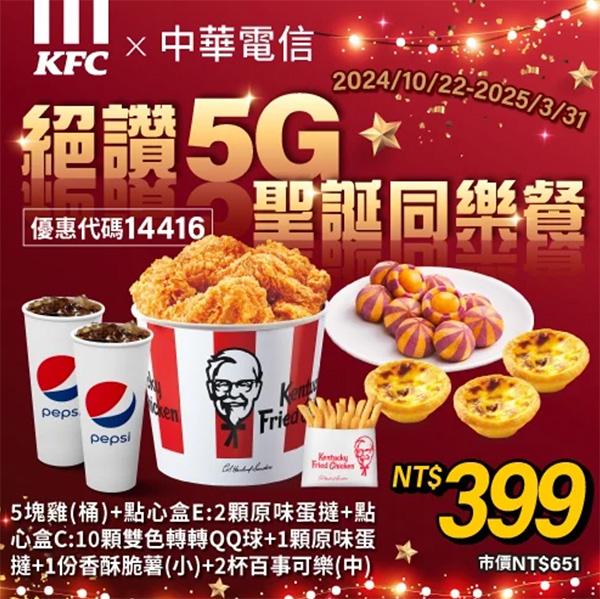 KFC × 中華電信
2024/10/22-2025/3/31
絕讚5G
聖誕同樂餐
優惠代碼14416
pepsi
pepsi
Kentucky
Fried Chicken
NT$399
市價NT$651
5塊雞(桶)+點心盒E:2顆原味蛋撻+點
心盒C:10顆雙色轉轉QQ球+1顆原味蛋
撻+1份香酥脆薯(小)+2杯百事可樂(中)